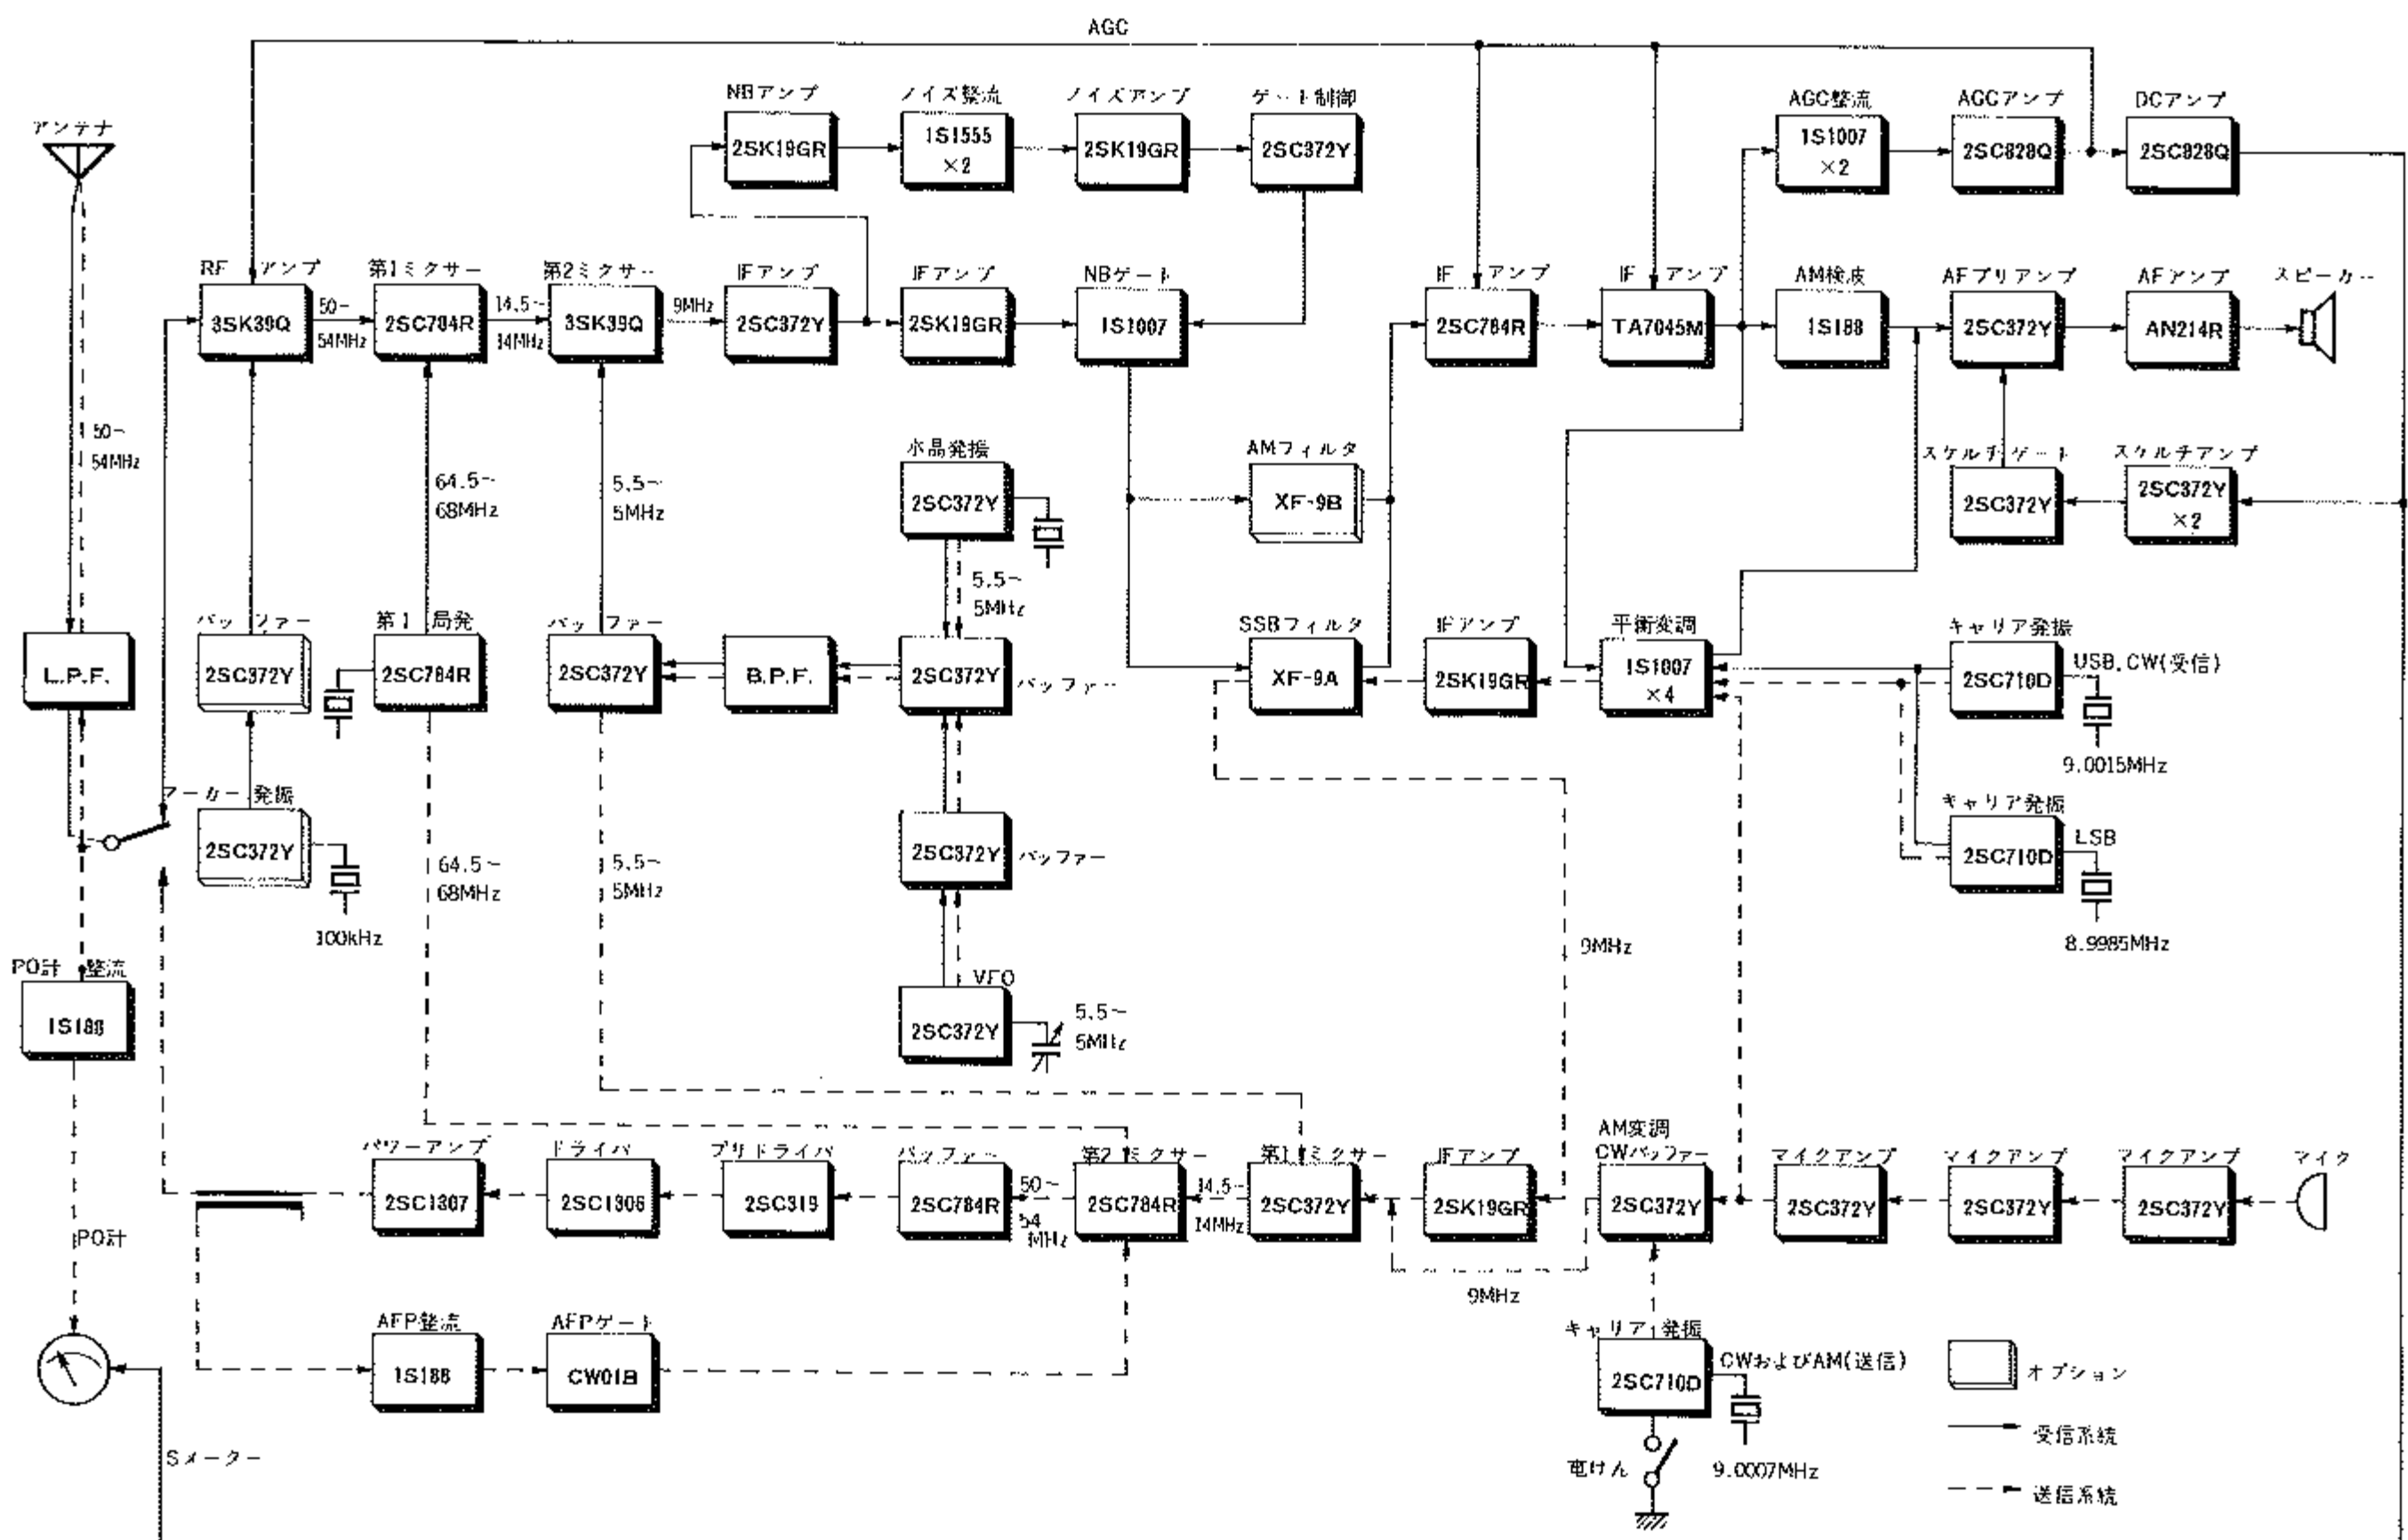 AGC
アンテナ
NBアンプ
2SK19GR
ノイズ整流
1S1555
×2
ノイズアンプ
2SK19GR
ゲート制御
2SC372Y
AGC整流
1S1007
×2
AGCアンプ
2SC828Q
DCアンプ
2SC828Q
RF アンプ
3SK39Q
50~
54MHz
第1ミクサー
2SC784R
14.5~
14MHz
第2ミクサー
3SK39Q
9MHz
IFアンプ
2SC372Y
IFアンプ
2SK19GR
NBゲート
1S1007
IF アンプ
2SC784R
IF アンプ
TA7045M
AM検波
1S188
AFプリアンプ
2SC372Y
AFアンプ
AN214R
スピーカー
50~
54MHz
64.5~
68MHz
5.5~
5MHz
水晶発振
2SC372Y
5.5~
5MHz
AMフィルタ
XF-9B
スケルチゲート
2SC372Y
スケルチアンプ
2SC372Y
×2
L.P.F.
バッファー
2SC372Y
第1 局発
2SC784R
バッファー
2SC372Y
B.P.F.
2SC372Y
バッファー
SSBフィルタ
XF-9A
IFアンプ
2SK19GR
平衡変調
1S1007
×4
キャリア発振
2SC710D
USB.CW(受信)
9.0015MHz
マーカー発振
2SC372Y
100kHz
64.5~
68MHz
5.5~
5MHz
2SC372Y
バッファー
キャリア発振
2SC710D
LSB
8.9985MHz
9MHz
PO計 整流
1S188
VFO
2SC372Y
5.5~
5MHz
パワーアンプ
2SC1307
ドライバ
2SC1306
プリドライバ
2SC319
バッファー
2SC784R
50~
54
MHz
第2ミクサー
2SC784R
14.5~
14MHz
第1ミクサー
2SC372Y
IFアンプ
2SK19GR
AM変調
CWバッファー
2SC372Y
マイクアンプ
2SC372Y
マイクアンプ
2SC372Y
マイクアンプ
2SC372Y
マイク
9MHz
PO計
AFP整流
1S188
AFPゲート
CW01B
キャリア発振
2SC710D
CWおよびAM(送信)
9.0007MHz
電けん
Sメーター
オプション
受信系統
送信系統